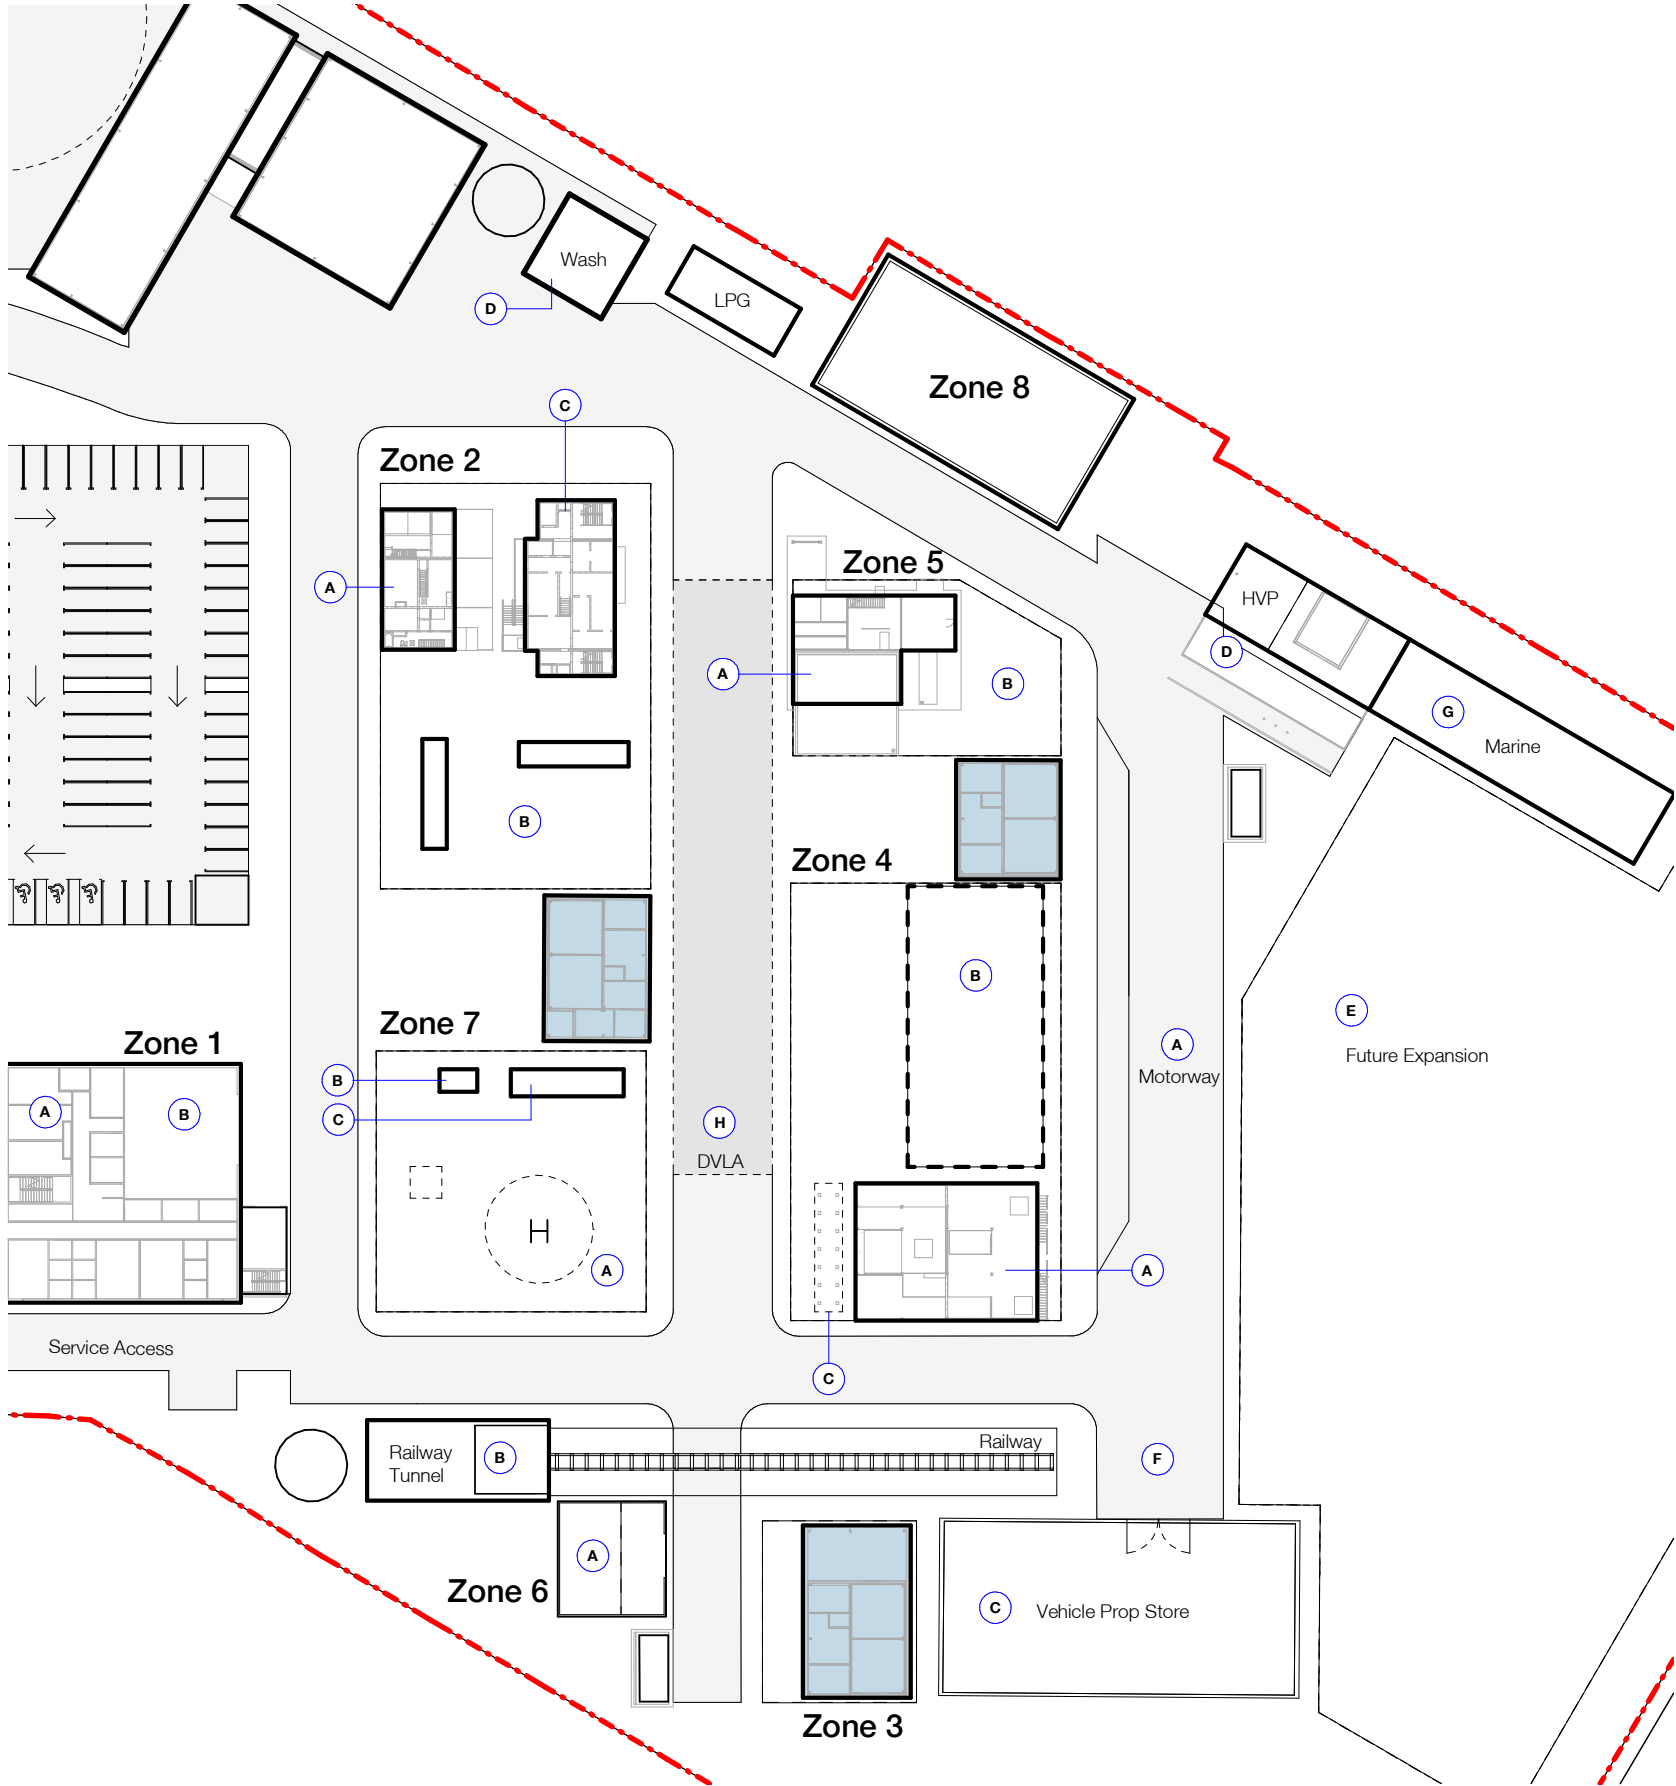 Wash
D
LPG
Zone 8
C
Zone 2
A
Zone 5
HVP
D
A
B
G
Marine
B
Zone 4
B
E
Zone 7
Zone 1
A
Motorway
Future Expansion
B
C
A
B
H
DVLA
H
A
A
Service Access
C
Railway
Tunnel
B
Railway
F
A
Zone 6
C
Vehicle Prop Store
Zone 3